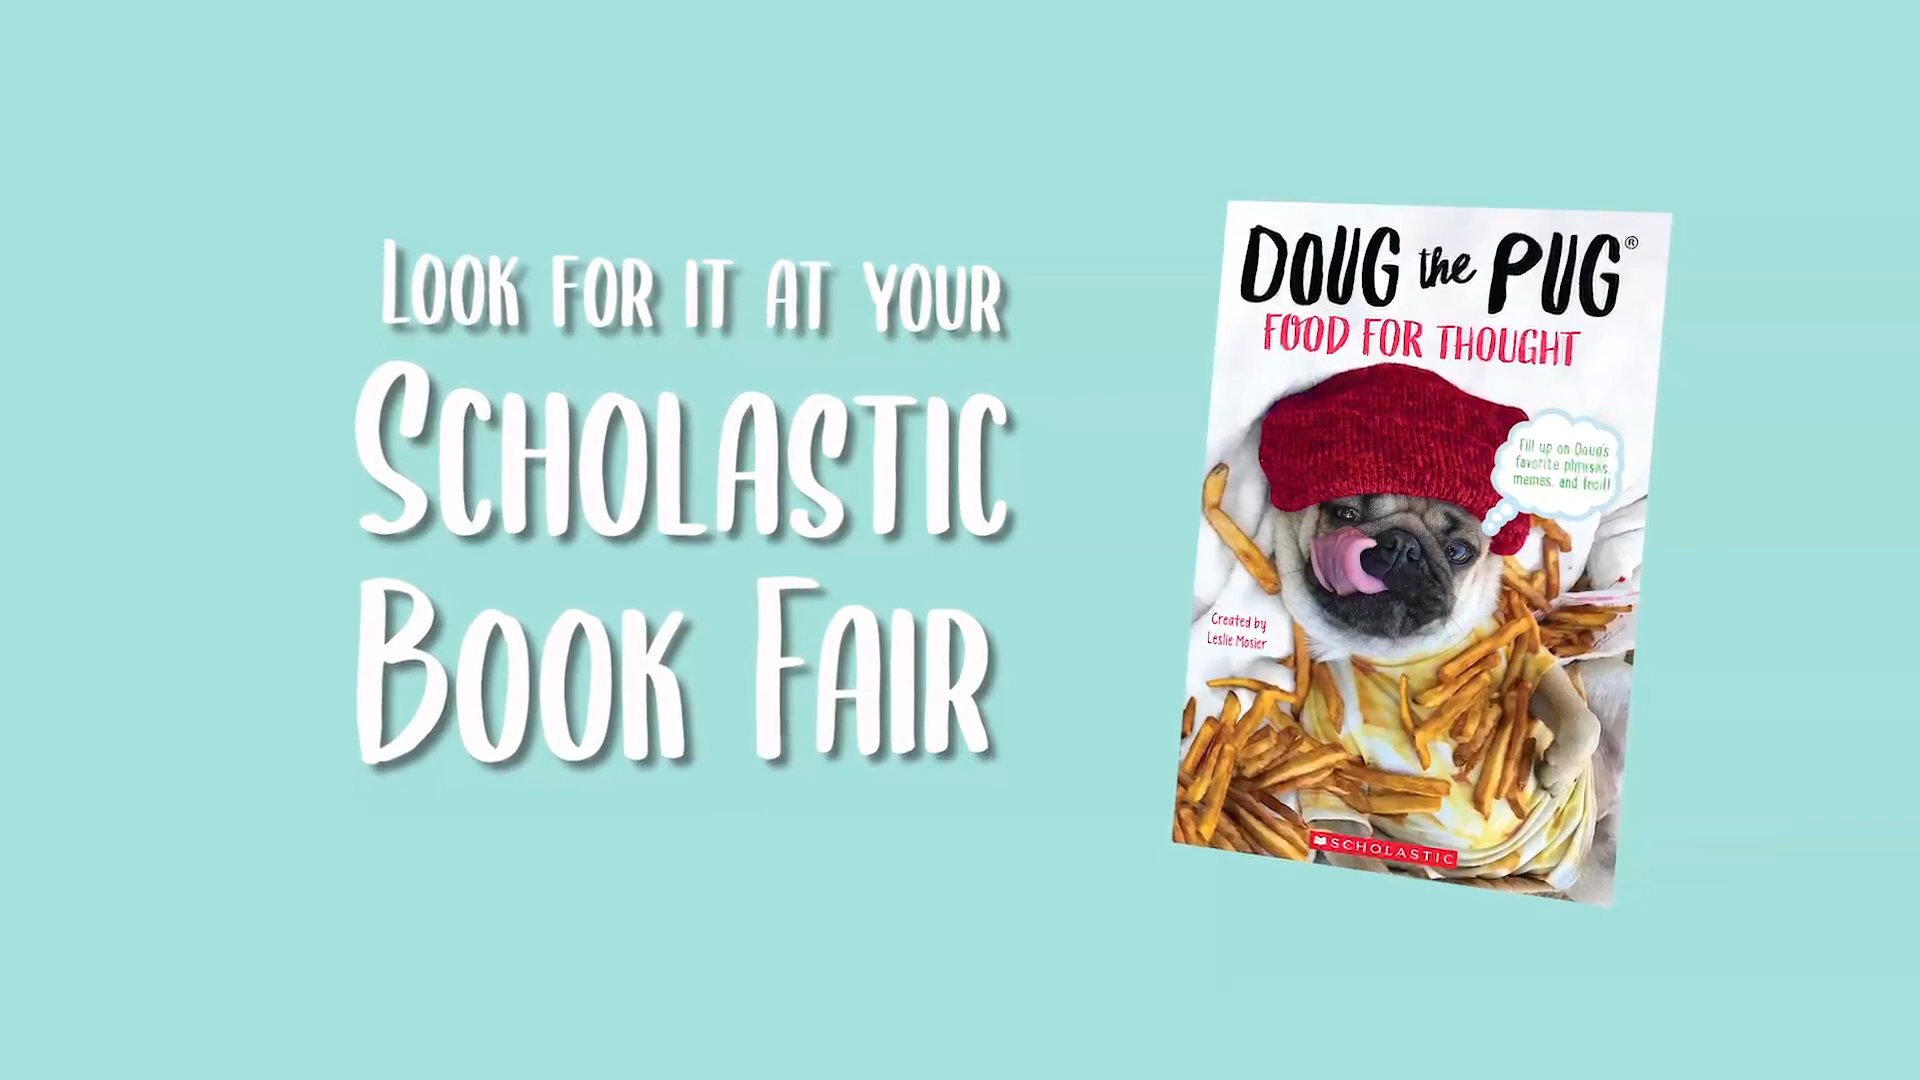 LOOK FOR IT AT YOUR
SCHOLASTIC
BOOK FAIR
DOUG the PUG®
FOOD FOR THOUGHT
Fill up on Doug's
favorite phrases,
memes, and food!
Created by
Leslie Mosier
SCHOLASTIC